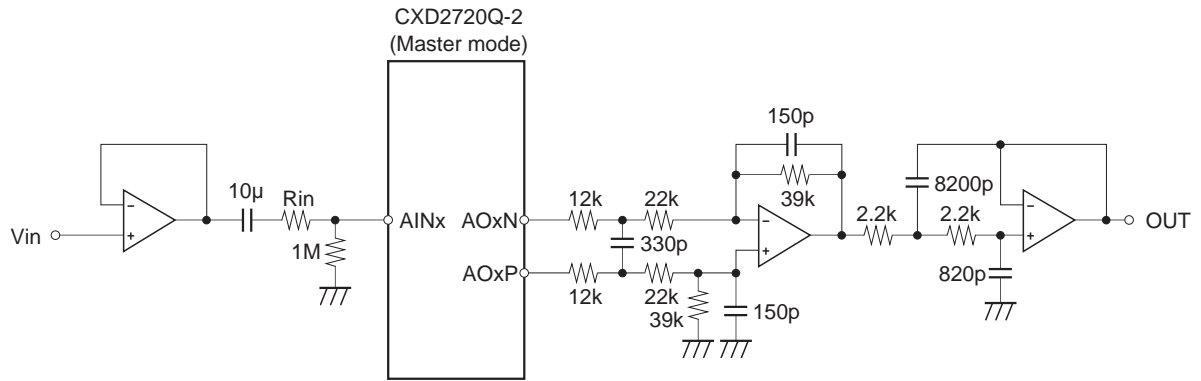 CXD2720Q-2
(Master mode)
Vin
−
+
10µ
Rin
1M
AINx
AOxN
AOxP
12k
22k
330p
12k
22k
39k
150p
150p
39k
−
+
2.2k
8200p
2.2k
820p
−
+
OUT